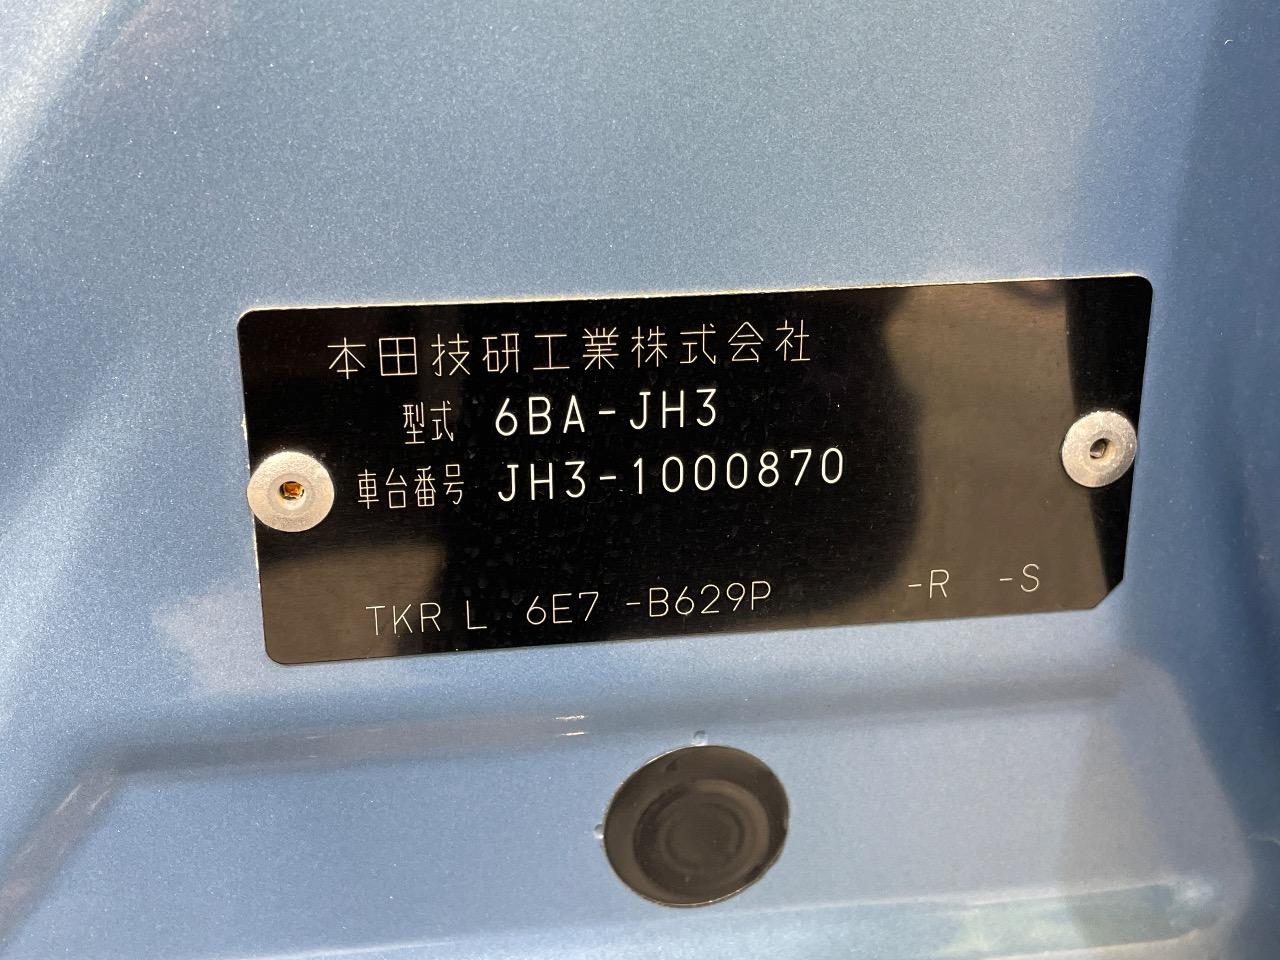 本田技研工業株式会社
型式 6BA-JH3
車台番号 JH3-1000870
TKR L 6E7 -B629P -R -S